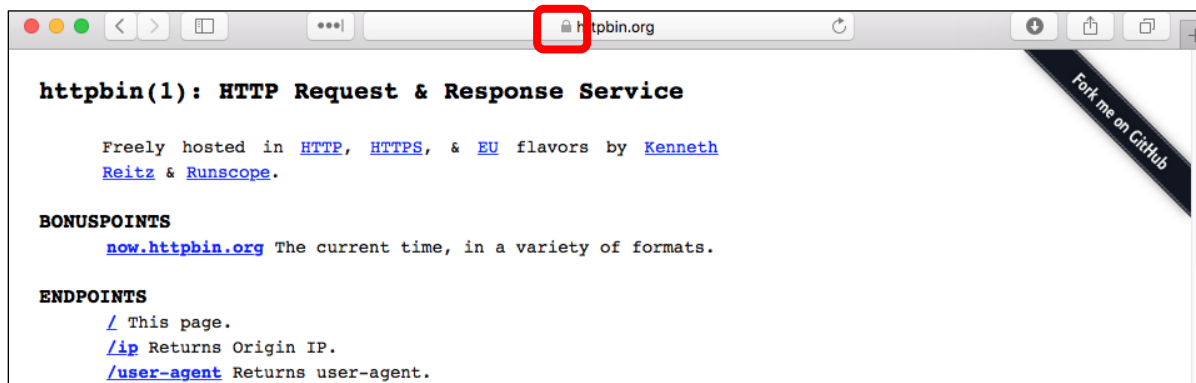 httpbin.org
httpbin(1): HTTP Request & Response Service
Fork me on GitHub
Freely hosted in HTTP, HTTPS, & EU flavors by Kenneth
Reitz & Runscope.
BONUSPOINTS
now.httpbin.org The current time, in a variety of formats.
ENDPOINTS
/ This page.
/ip Returns Origin IP.
/user-agent Returns user-agent.